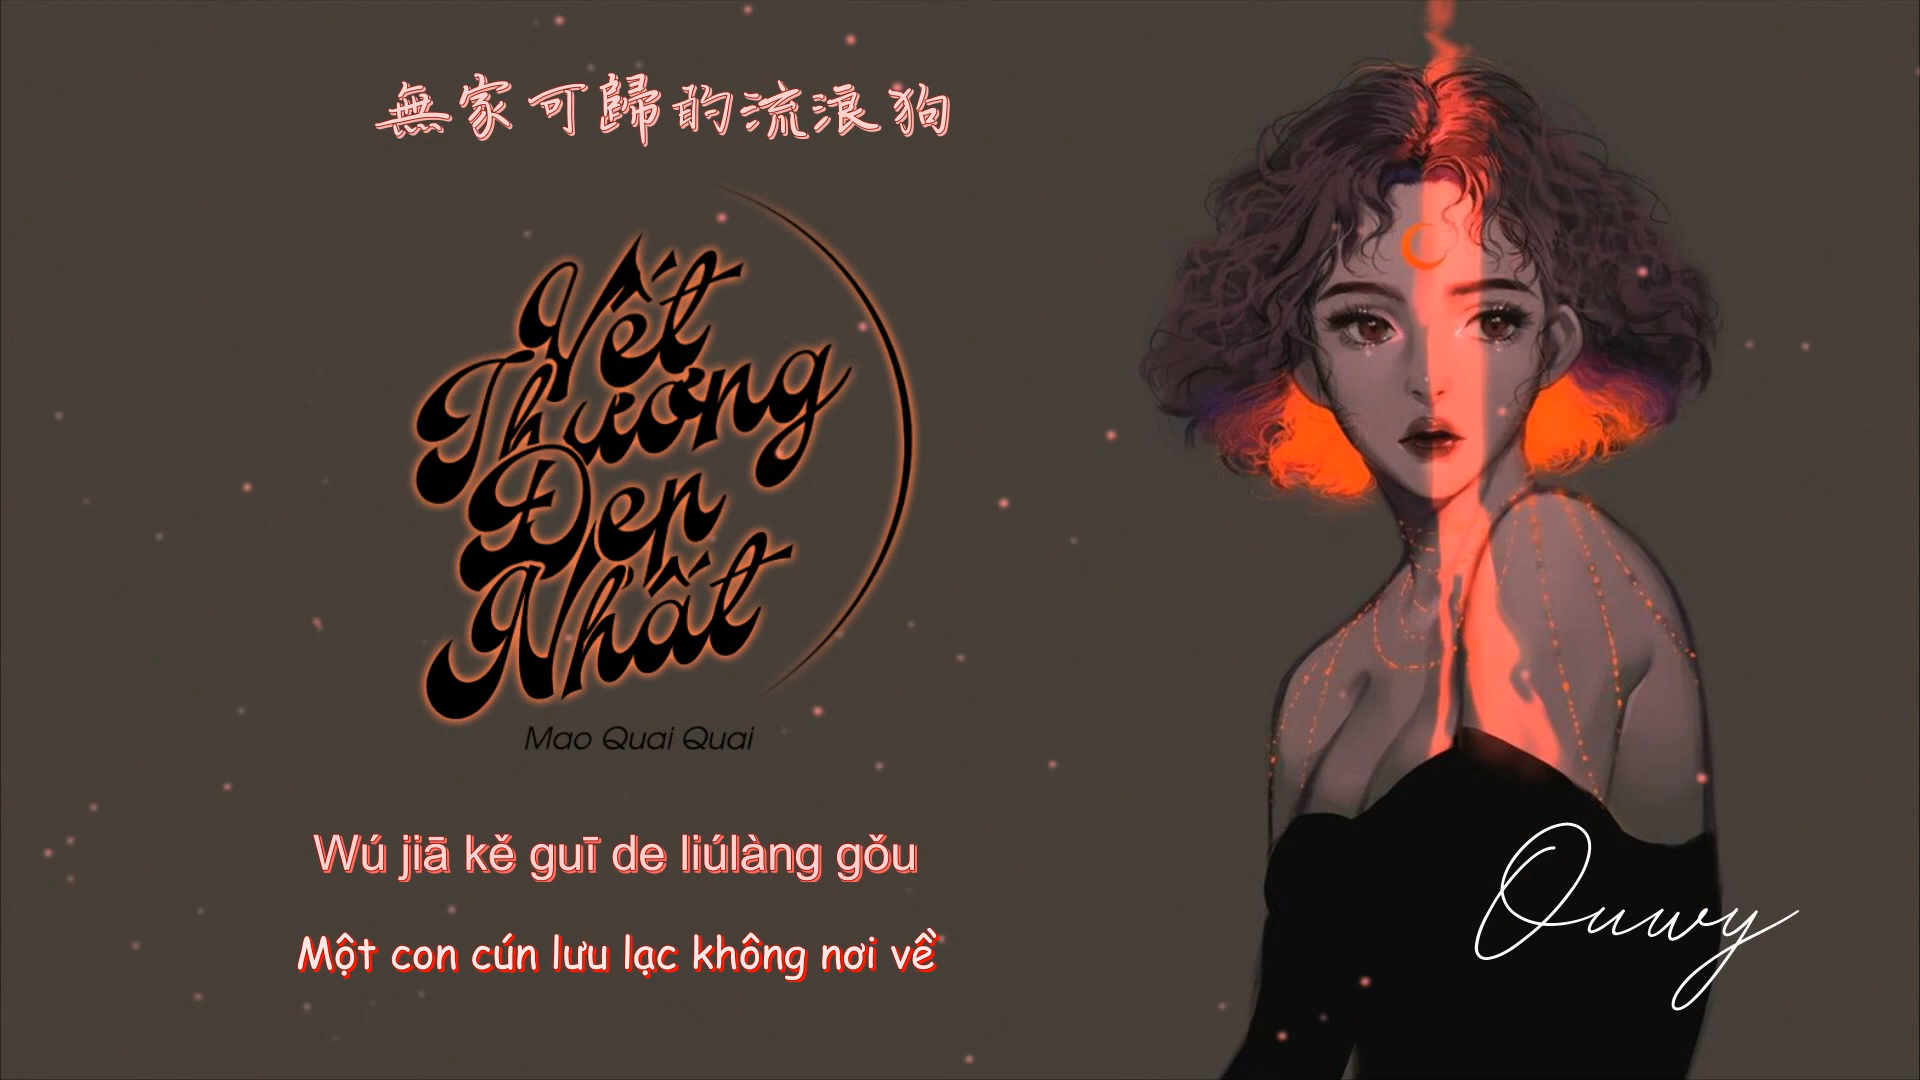 無家可歸的流浪狗
Vết
Thương
Đẹp
Nhất
Mao Quai Quai
Wú jiā kě guī de liúlàng gǒu
Một con cún lưu lạc không nơi về
Ouwy